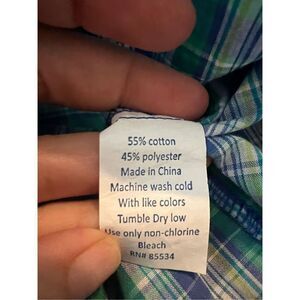 55% cotton
45% polyester
Made in China
Machine wash cold
With like colors
Tumble Dry low
Use only non-chlorine
Bleach
RN# 85534